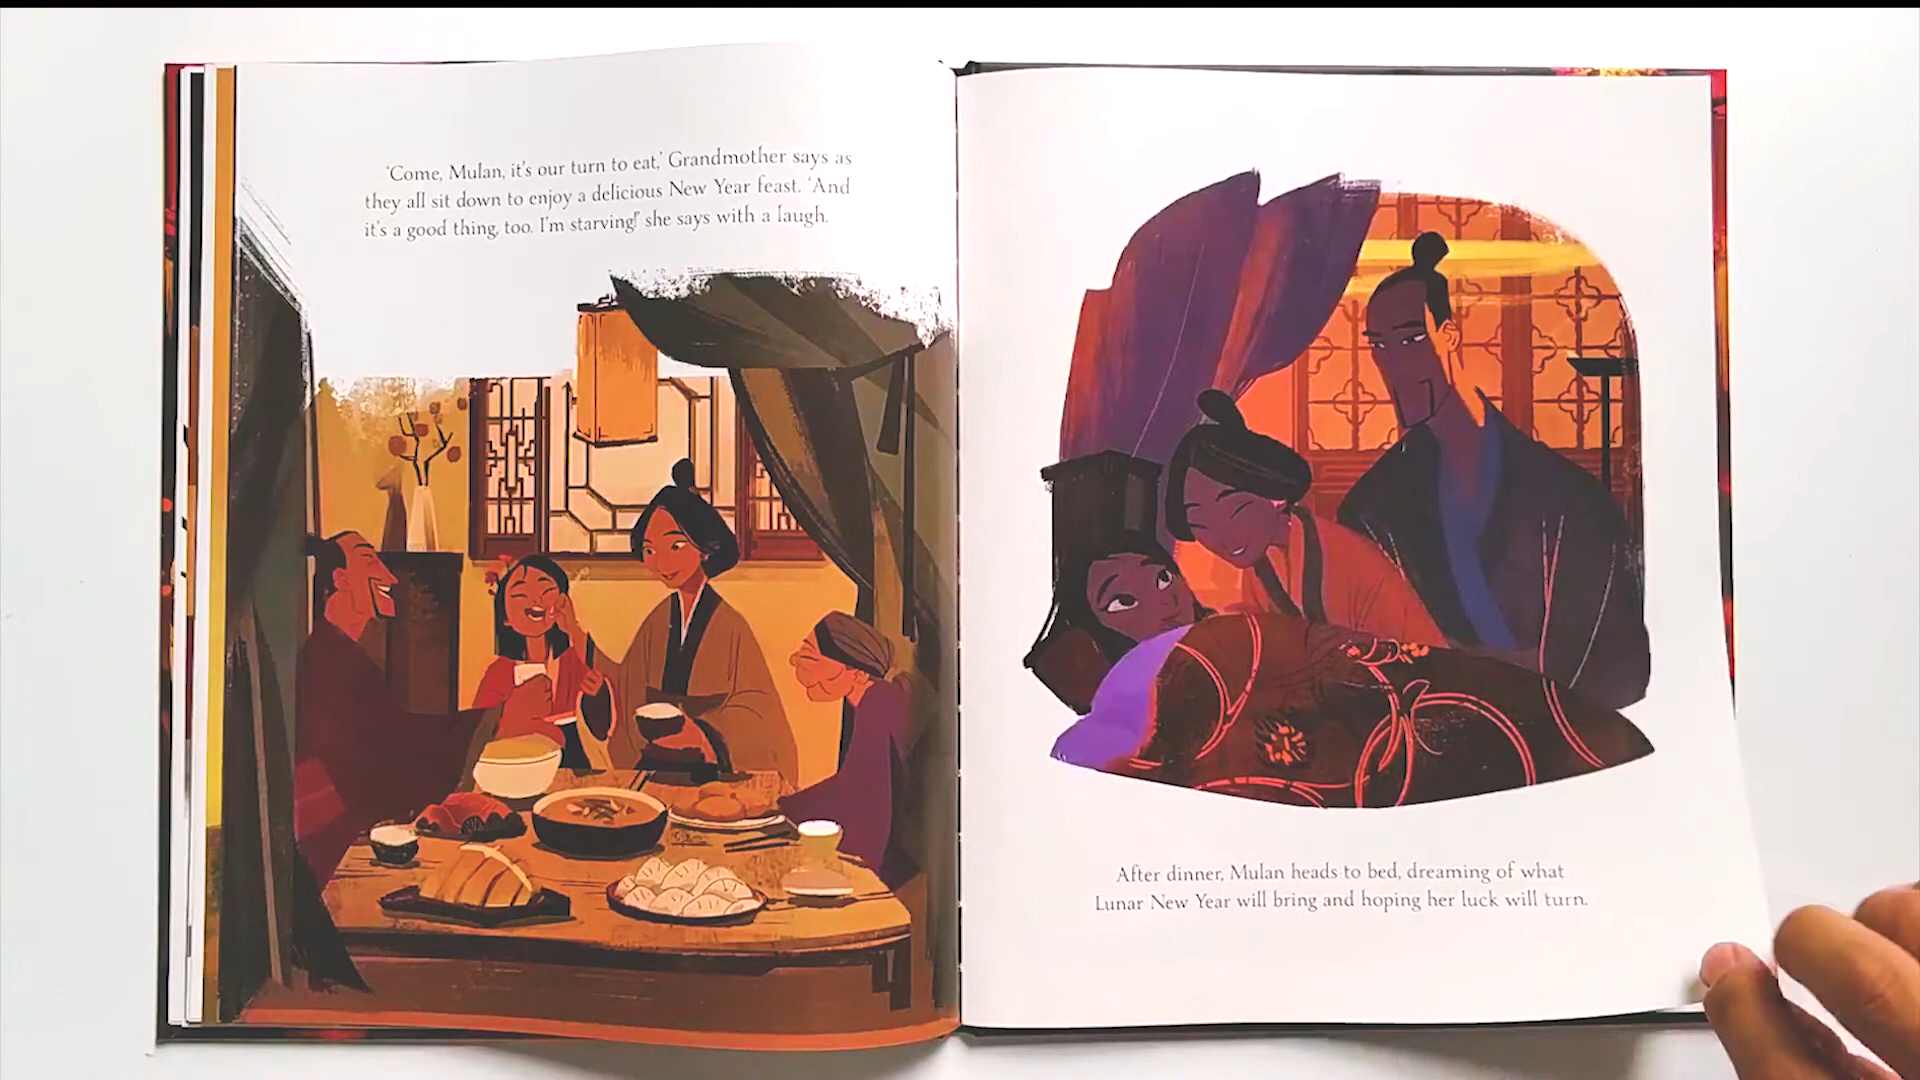 ‘Come, Mulan, it’s our turn to eat,’ Grandmother says as
they all sit down to enjoy a delicious New Year feast. ‘And
it’s a good thing, too. I’m starving!’ she says with a laugh.
After dinner, Mulan heads to bed, dreaming of what
Lunar New Year will bring and hoping her luck will turn.